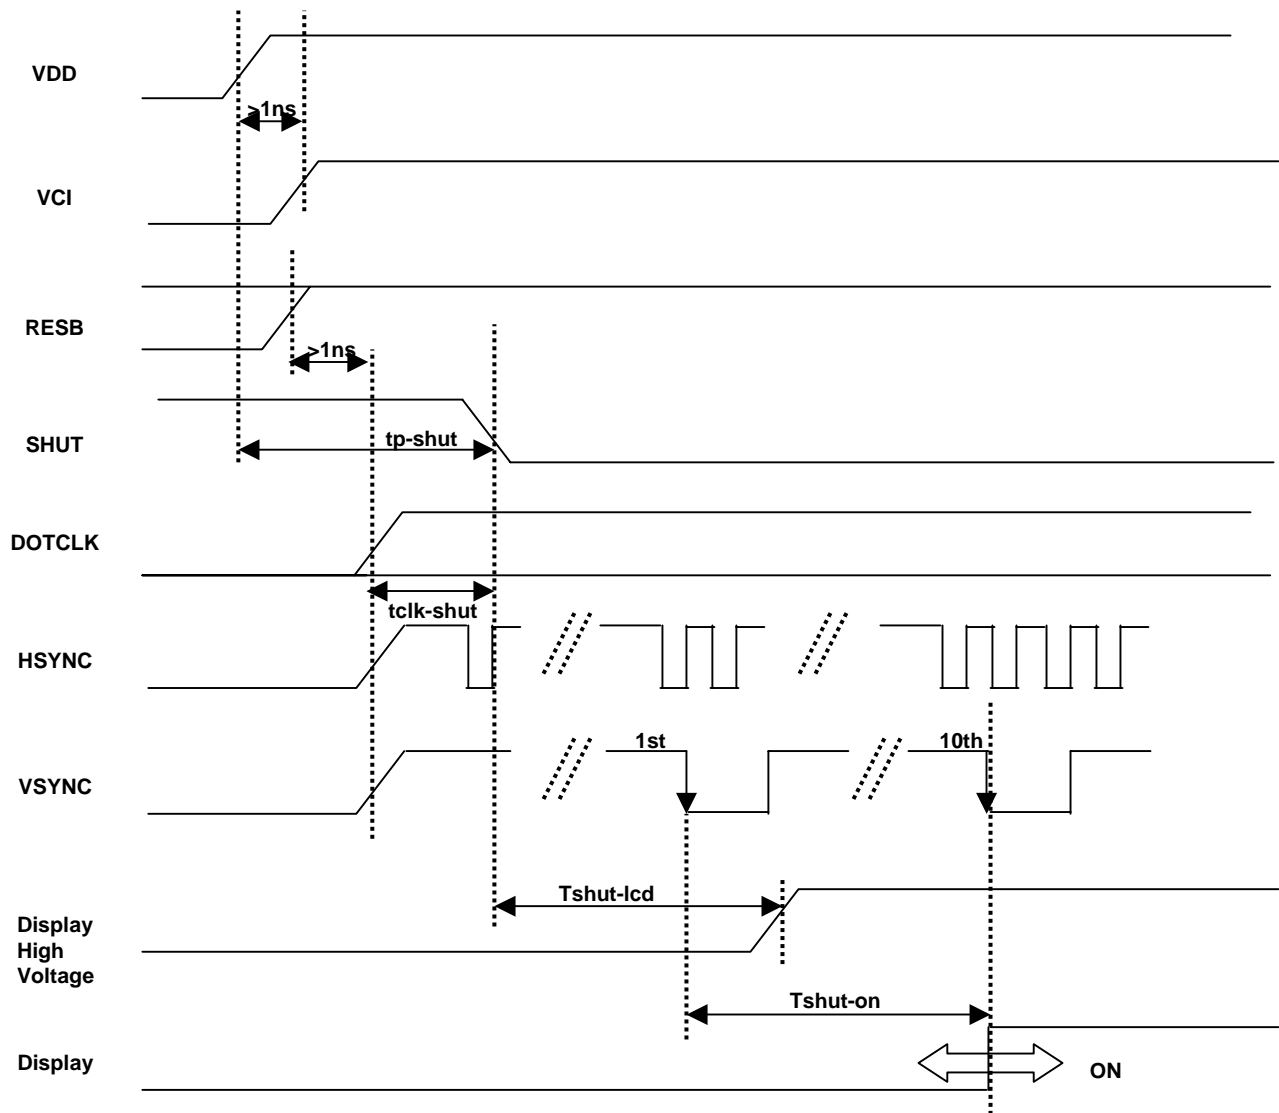 VDD
>1ns
VCI
RESB
>1ns
SHUT
tp-shut
DOTCLK
tclk-shut
HSYNC
1st
10th
VSYNC
Tshut-lcd
Display
High
Voltage
Tshut-on
Display
ON